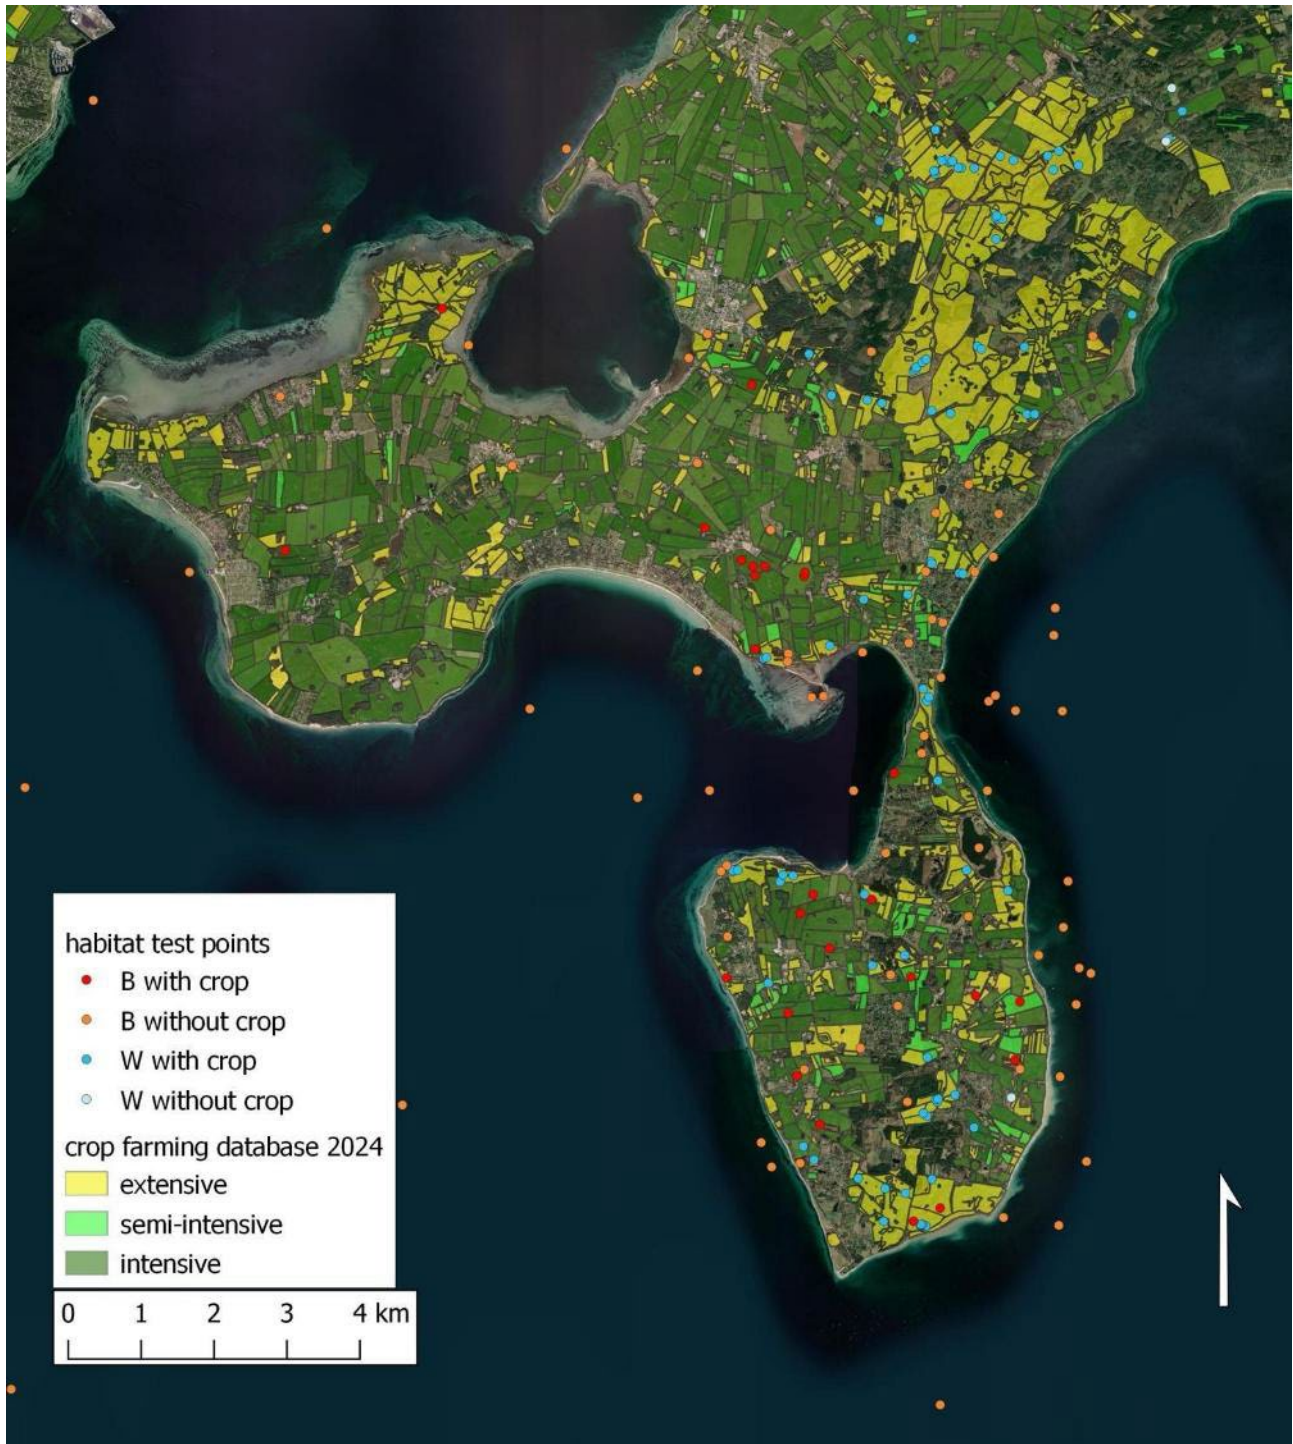 habitat test points
B with crop
B without crop
W with crop
W without crop
crop farming database 2024
extensive
semi-intensive
intensive
0 1 2 3 4 km